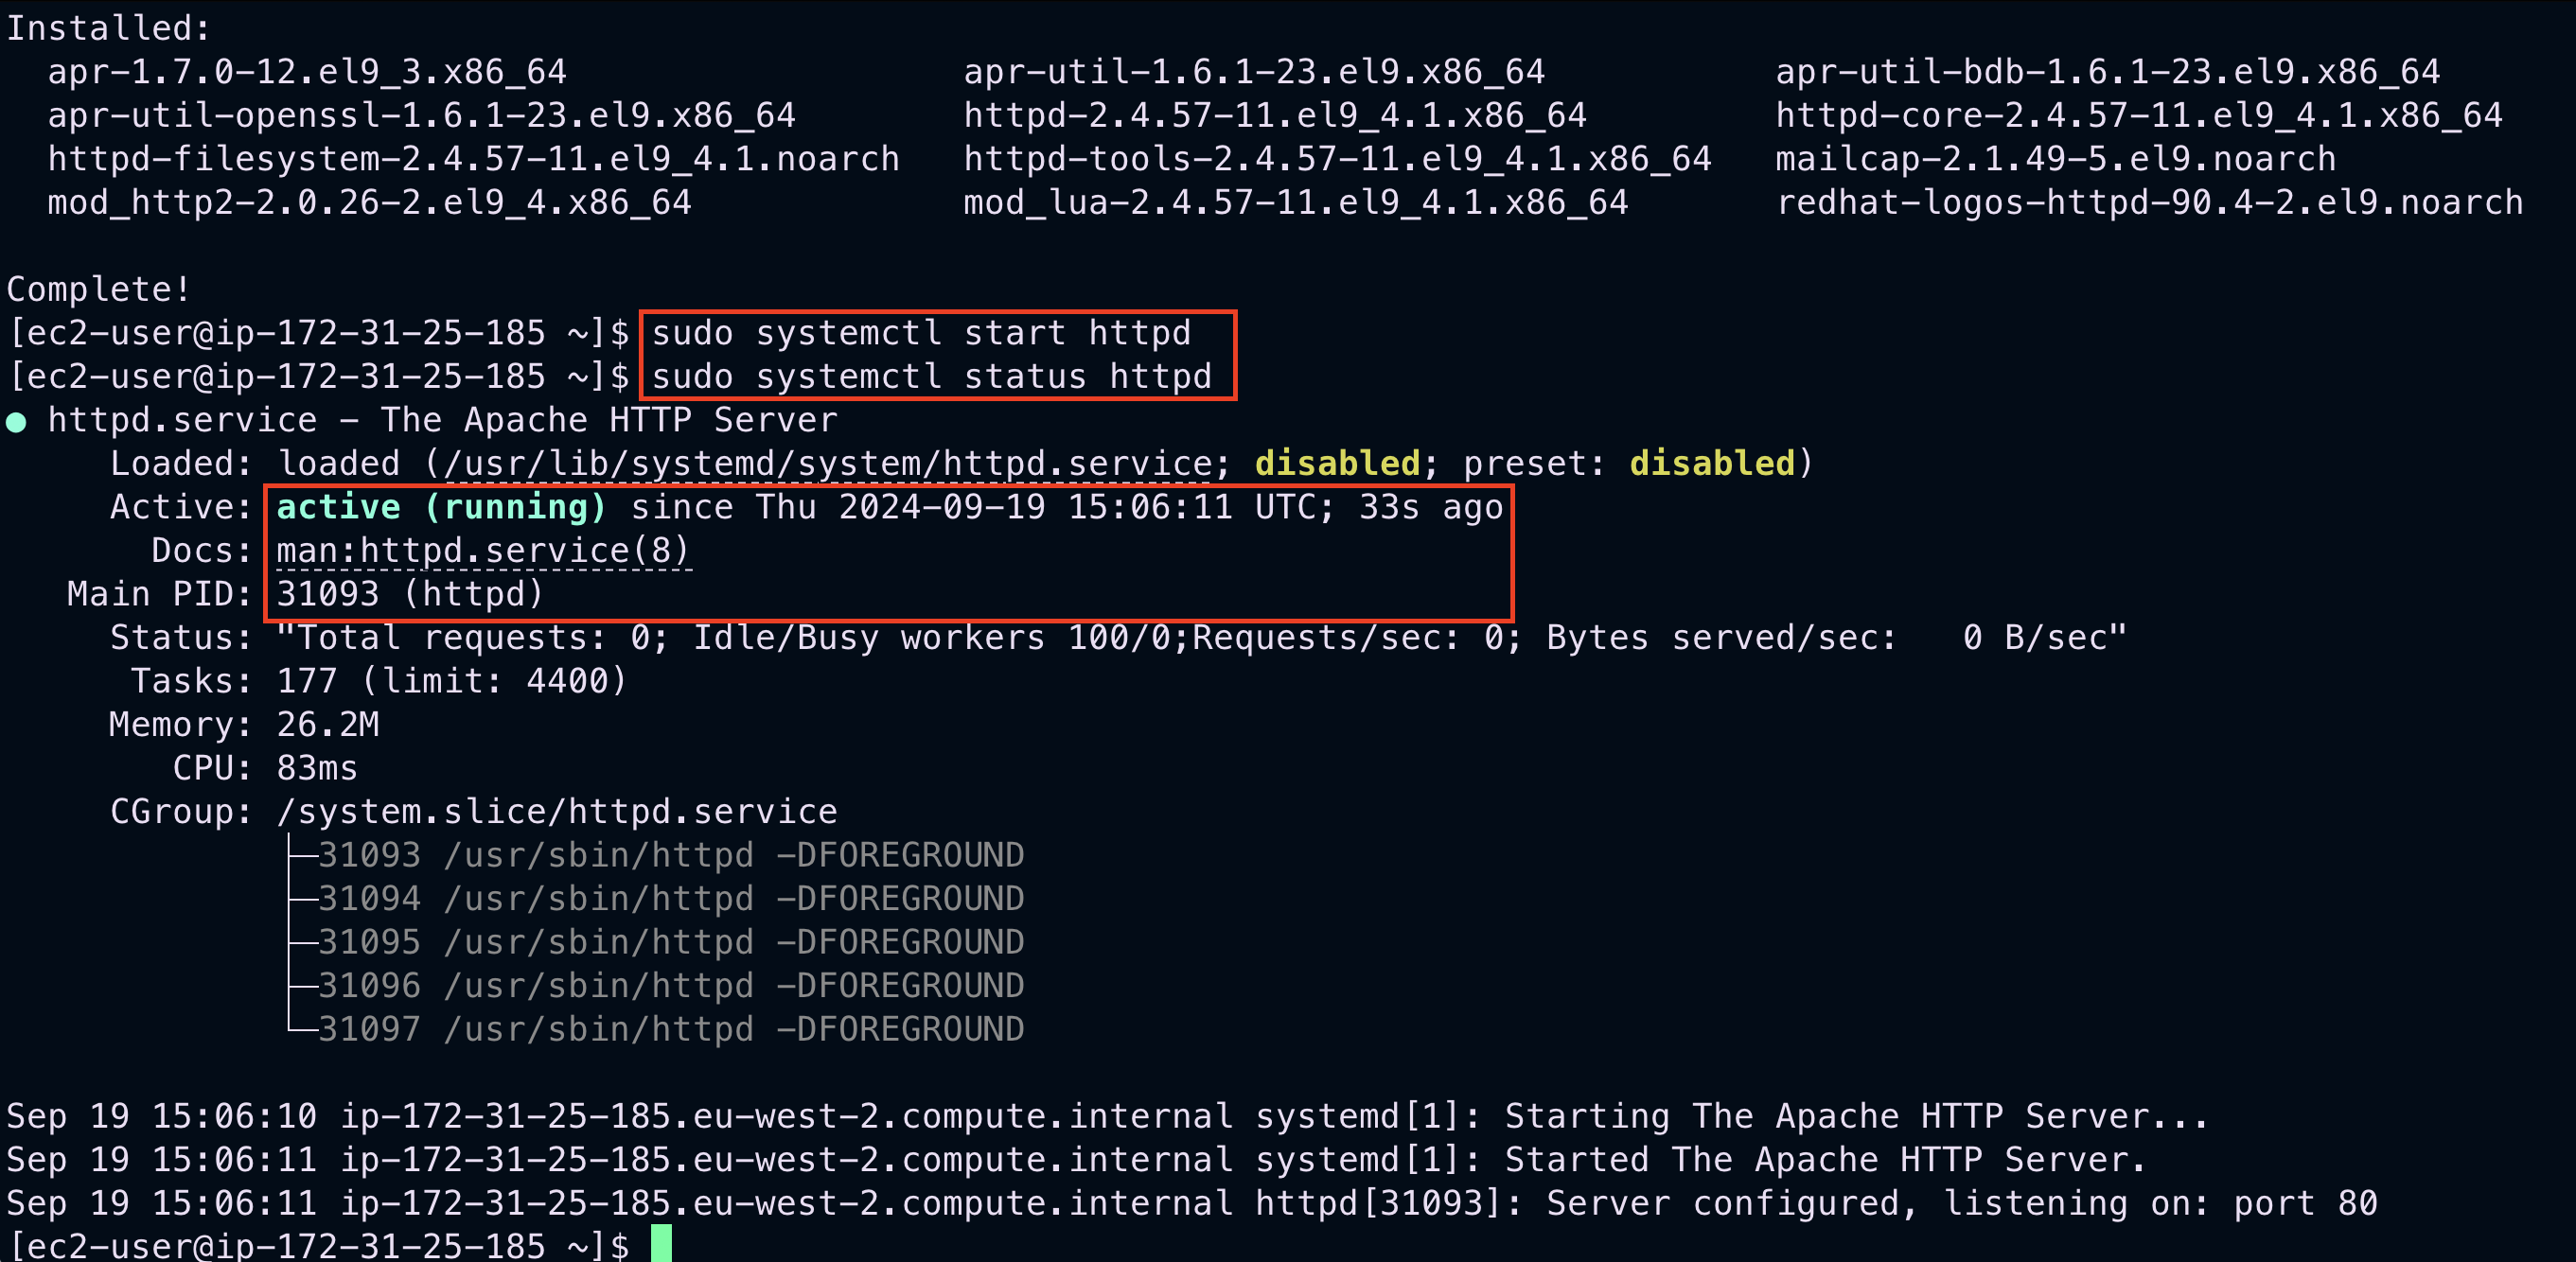 Installed:
  apr-1.7.0-12.el9_3.x86_64                   apr-util-1.6.1-23.el9.x86_64           apr-util-bdb-1.6.1-23.el9.x86_64
  apr-util-openssl-1.6.1-23.el9.x86_64        httpd-2.4.57-11.el9_4.1.x86_64         httpd-core-2.4.57-11.el9_4.1.x86_64
  httpd-filesystem-2.4.57-11.el9_4.1.noarch   httpd-tools-2.4.57-11.el9_4.1.x86_64   mailcap-2.1.49-5.el9.noarch
  mod_http2-2.0.26-2.el9_4.x86_64             mod_lua-2.4.57-11.el9_4.1.x86_64       redhat-logos-httpd-90.4-2.el9.noarch

Complete!
[ec2-user@ip-172-31-25-185 ~]$ sudo systemctl start httpd
[ec2-user@ip-172-31-25-185 ~]$ sudo systemctl status httpd
● httpd.service - The Apache HTTP Server
     Loaded: loaded (/usr/lib/systemd/system/httpd.service; disabled; preset: disabled)
     Active: active (running) since Thu 2024-09-19 15:06:11 UTC; 33s ago
       Docs: man:httpd.service(8)
   Main PID: 31093 (httpd)
     Status: "Total requests: 0; Idle/Busy workers 100/0;Requests/sec: 0; Bytes served/sec:   0 B/sec"
      Tasks: 177 (limit: 4400)
     Memory: 26.2M
        CPU: 83ms
     CGroup: /system.slice/httpd.service
             ├─31093 /usr/sbin/httpd -DFOREGROUND
             ├─31094 /usr/sbin/httpd -DFOREGROUND
             ├─31095 /usr/sbin/httpd -DFOREGROUND
             ├─31096 /usr/sbin/httpd -DFOREGROUND
             └─31097 /usr/sbin/httpd -DFOREGROUND

Sep 19 15:06:10 ip-172-31-25-185.eu-west-2.compute.internal systemd[1]: Starting The Apache HTTP Server...
Sep 19 15:06:11 ip-172-31-25-185.eu-west-2.compute.internal systemd[1]: Started The Apache HTTP Server.
Sep 19 15:06:11 ip-172-31-25-185.eu-west-2.compute.internal httpd[31093]: Server configured, listening on: port 80
[ec2-user@ip-172-31-25-185 ~]$